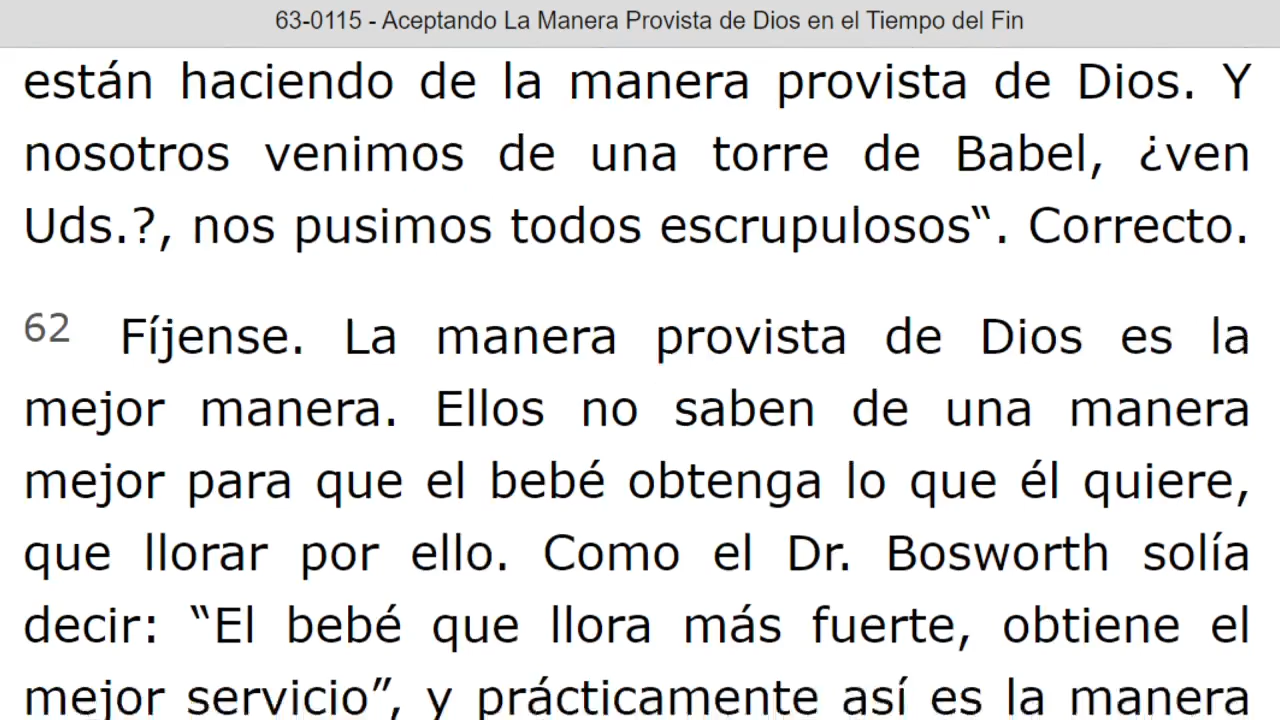 63-0115 - Aceptando La Manera Provista de Dios en el Tiempo del Fin
están haciendo de la manera provista de Dios. Y
nosotros venimos de una torre de Babel, ¿ven
Uds.?, nos pusimos todos escrupulosos“. Correcto.
62 Fíjense. La manera provista de Dios es la
mejor manera. Ellos no saben de una manera
mejor para que el bebé obtenga lo que él quiere,
que llorar por ello. Como el Dr. Bosworth solía
decir: “El bebé que llora más fuerte, obtiene el
mejor servicio”, y prácticamente así es la manera